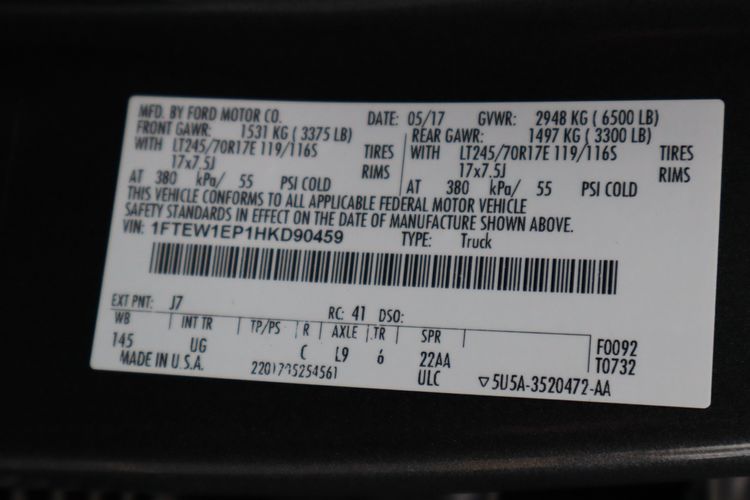 MFD. BY FORD MOTOR CO. DATE: 05/17 GVWR: 2948 KG ( 6500 LB)
FRONT GAWR: 1531 KG ( 3375 LB) REAR GAWR: 1497 KG ( 3300 LB)
WITH LT245/70R17E 119/116S TIRES WITH LT245/70R17E 119/116S TIRES
17x7.5J RIMS 17x7.5J RIMS
AT 380 kPa/ 55 PSI COLD AT 380 kPa/ 55 PSI COLD
THIS VEHICLE CONFORMS TO ALL APPLICABLE FEDERAL MOTOR VEHICLE
SAFETY STANDARDS IN EFFECT ON THE DATE OF MANUFACTURE SHOWN ABOVE.
VIN: 1FTEW1EP1HKD90459 TYPE: Truck
EXT PNT: J7 RC: 41 DSO:
WB INT TR TP/PS R AXLE TR SPR F0092
145 UG C L9 6 22AA T0732
MADE IN U.S.A. 2201705254561 ULC ▽5U5A-3520472-AA